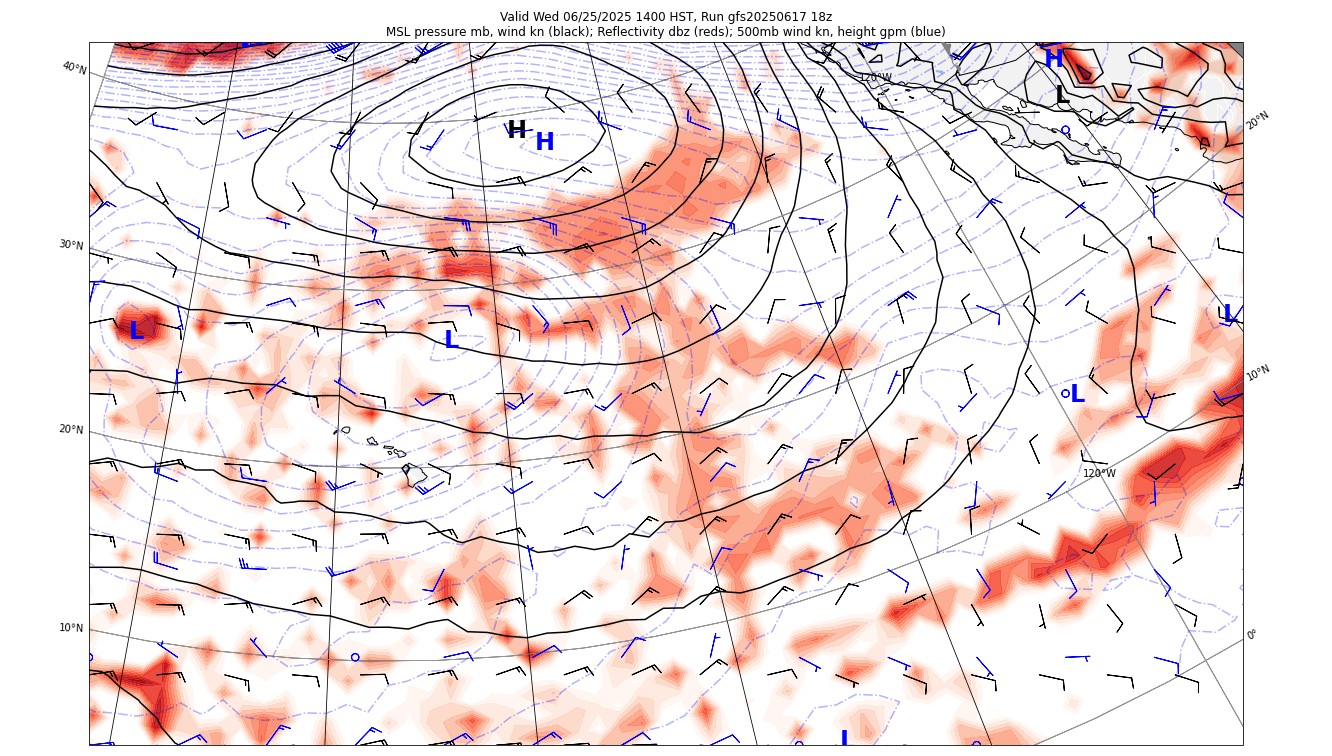 Valid Wed 06/25/2025 1400 HST, Run gfs20250617 18z
MSL pressure mb, wind kn (black); Reflectivity dbz (reds); 500mb wind kn, height gpm (blue)
H
40°N
120°W
L
20°N
H
H
30°N
L
L
L
10°N
L
20°N
120°W
10°N
0°
L